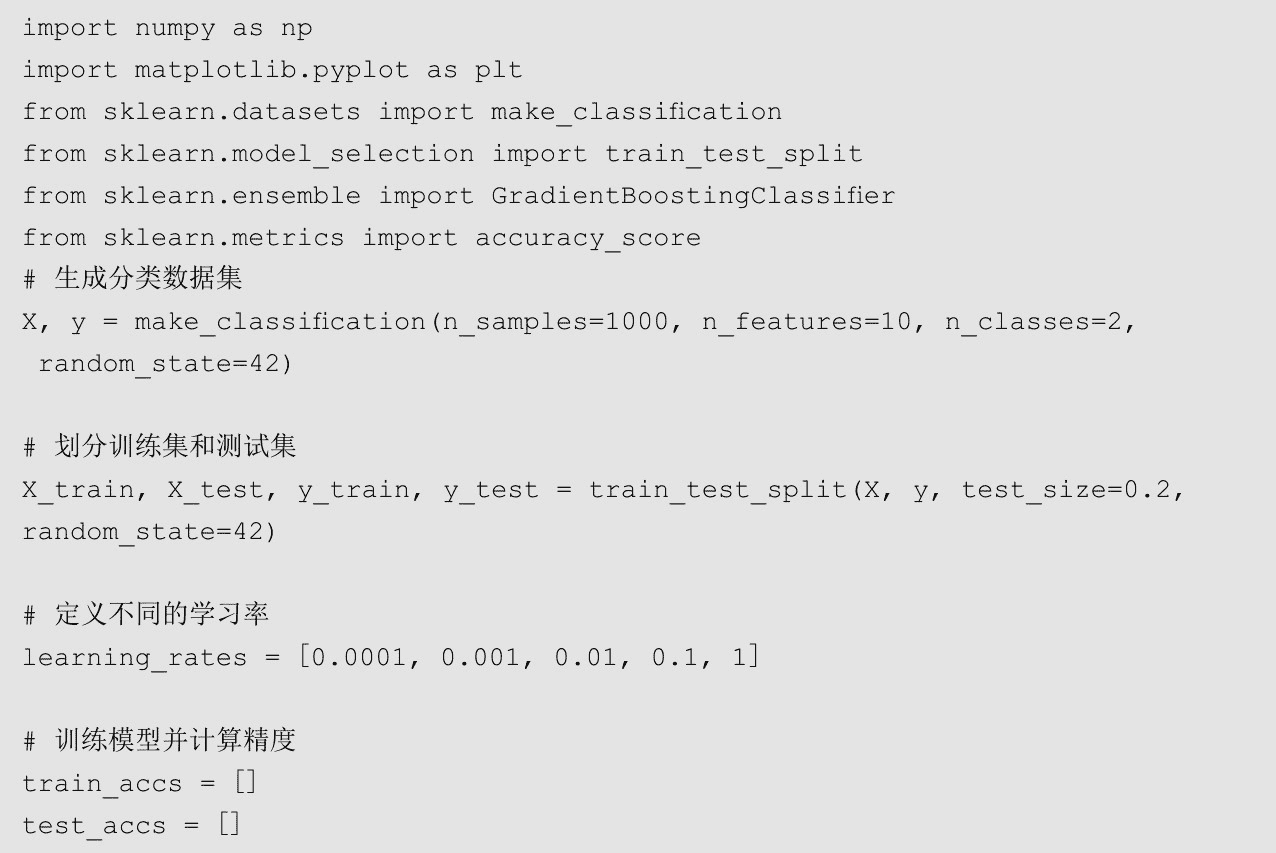 import numpy as np
import matplotlib.pyplot as plt
from sklearn.datasets import make_classification
from sklearn.model_selection import train_test_split
from sklearn.ensemble import GradientBoostingClassifier
from sklearn.metrics import accuracy_score
# 生成分类数据集
X, y = make_classification(n_samples=1000, n_features=10, n_classes=2,
random_state=42)
# 划分训练集和测试集
X_train, X_test, y_train, y_test = train_test_split(X, y, test_size=0.2,
random_state=42)
# 定义不同的学习率
learning_rates = [0.0001, 0.001, 0.01, 0.1, 1]
# 训练模型并计算精度
train_accs = []
test_accs = []